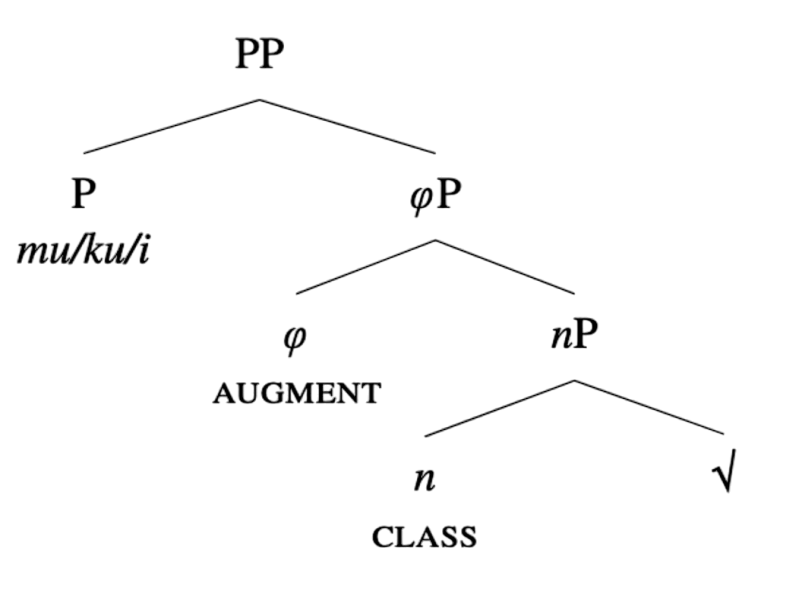 PP
P φP
mu/ku/i
φ nP
AUGMENT
n √
CLASS